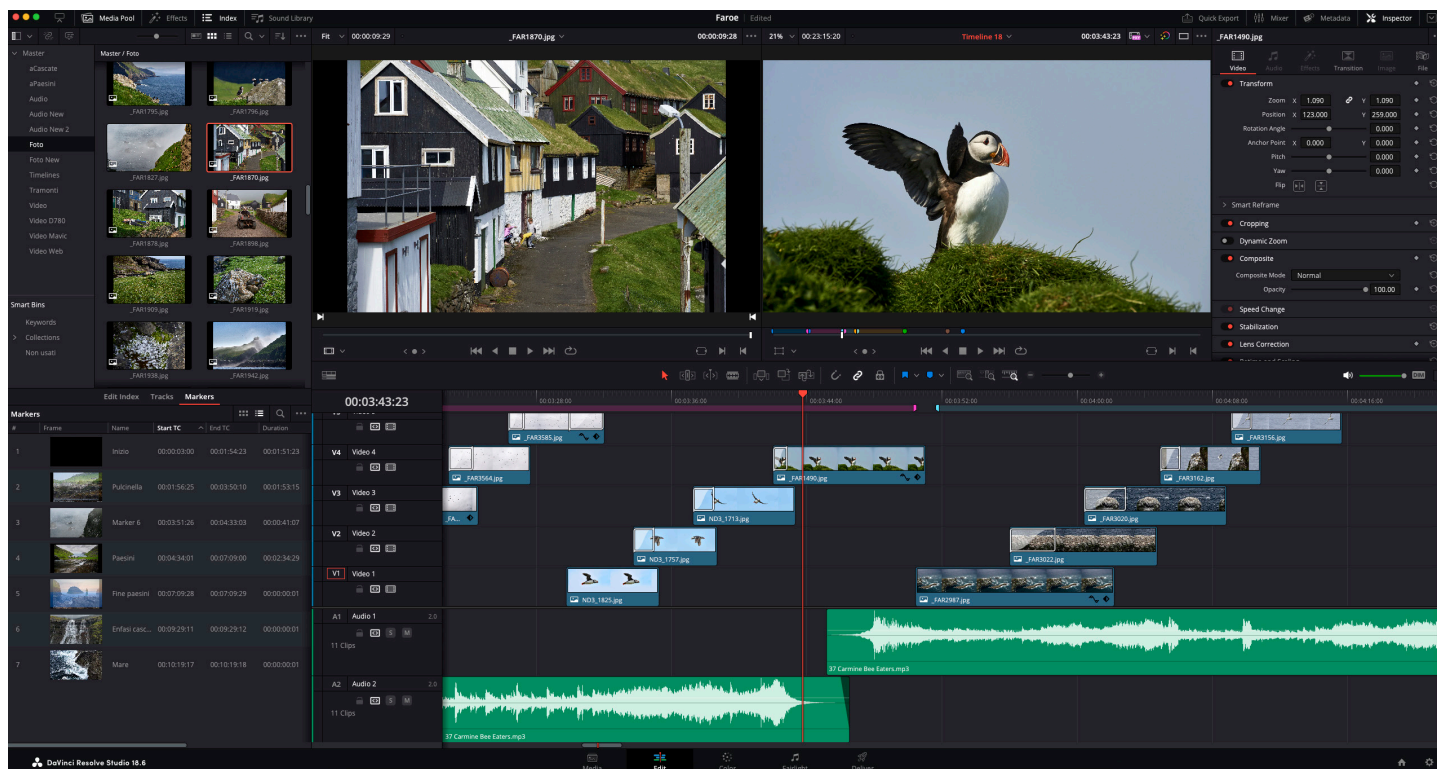 Media Pool Effects Index Sound Library Faroe Edited Quick Export Mixer Metadata Inspector
Fit 00:00:09:29 _FAR1870.jpg 00:00:09:28 21% 00:23:15:20 Timeline 18 00:03:43:23 _FAR1490.jpg
Master
aCascate
aPaesini
Audio
Audio New
Audio New 2
Foto
Foto New
Timelines
Tramonti
Video
Video D780
Video Mavic
Video Web
Smart Bins
Keywords
Collections
Non usati
Master / Foto
_FAR1795.jpg _FAR1796.jpg
_FAR1827.jpg _FAR1870.jpg
_FAR1878.jpg _FAR1898.jpg
_FAR1909.jpg _FAR1919.jpg
_FAR1938.jpg _FAR1942.jpg
Video Audio Effects Transition Image File
Transform
Zoom X 1.090 Y 1.090
Position X 123.000 Y 259.000
Rotation Angle 0.000
Anchor Point X 0.000 Y 0.000
Pitch 0.000
Yaw 0.000
Flip
Smart Reframe
Cropping
Dynamic Zoom
Composite
Composite Mode Normal
Opacity 100.00
Speed Change
Stabilization
Lens Correction
Edit Index Tracks Markers
Markers
# Frame Name Start TC End TC Duration
1 Inizio 00:00:03:00 00:01:54:23 00:01:51:23
2 Pulcinella 00:01:56:25 00:03:50:10 00:01:53:15
3 Marker 6 00:03:51:26 00:04:33:03 00:00:41:07
4 Paesini 00:04:34:01 00:07:09:00 00:02:34:29
5 Fine paesini 00:07:09:28 00:07:09:29 00:00:00:01
6 Enfasi casc... 00:09:29:11 00:09:29:12 00:00:00:01
7 Mare 00:10:19:17 00:10:19:18 00:00:00:01
DIM
00:03:43:23 00:03:28:00 00:03:36:00 00:03:44:00 00:03:52:00 00:04:00:00 00:04:08:00 00:04:16:00
_FAR3585.jpg _FAR3156.jpg
V4 Video 4
_FAR3564.jpg _FAR1490.jpg _FAR3162.jpg
V3 Video 3
_FA... ND3_1713.jpg _FAR3020.jpg
V2 Video 2
ND3_1757.jpg _FAR3022.jpg
V1 Video 1
ND3_1825.jpg _FAR2987.jpg
A1 Audio 1 2.0
S M
11 Clips
37 Carmine Bee Eaters.mp3
A2 Audio 2 2.0
S M
11 Clips
37 Carmine Bee Eaters.mp3
DaVinci Resolve Studio 18.6
Media Edit Color Fairlight Deliver